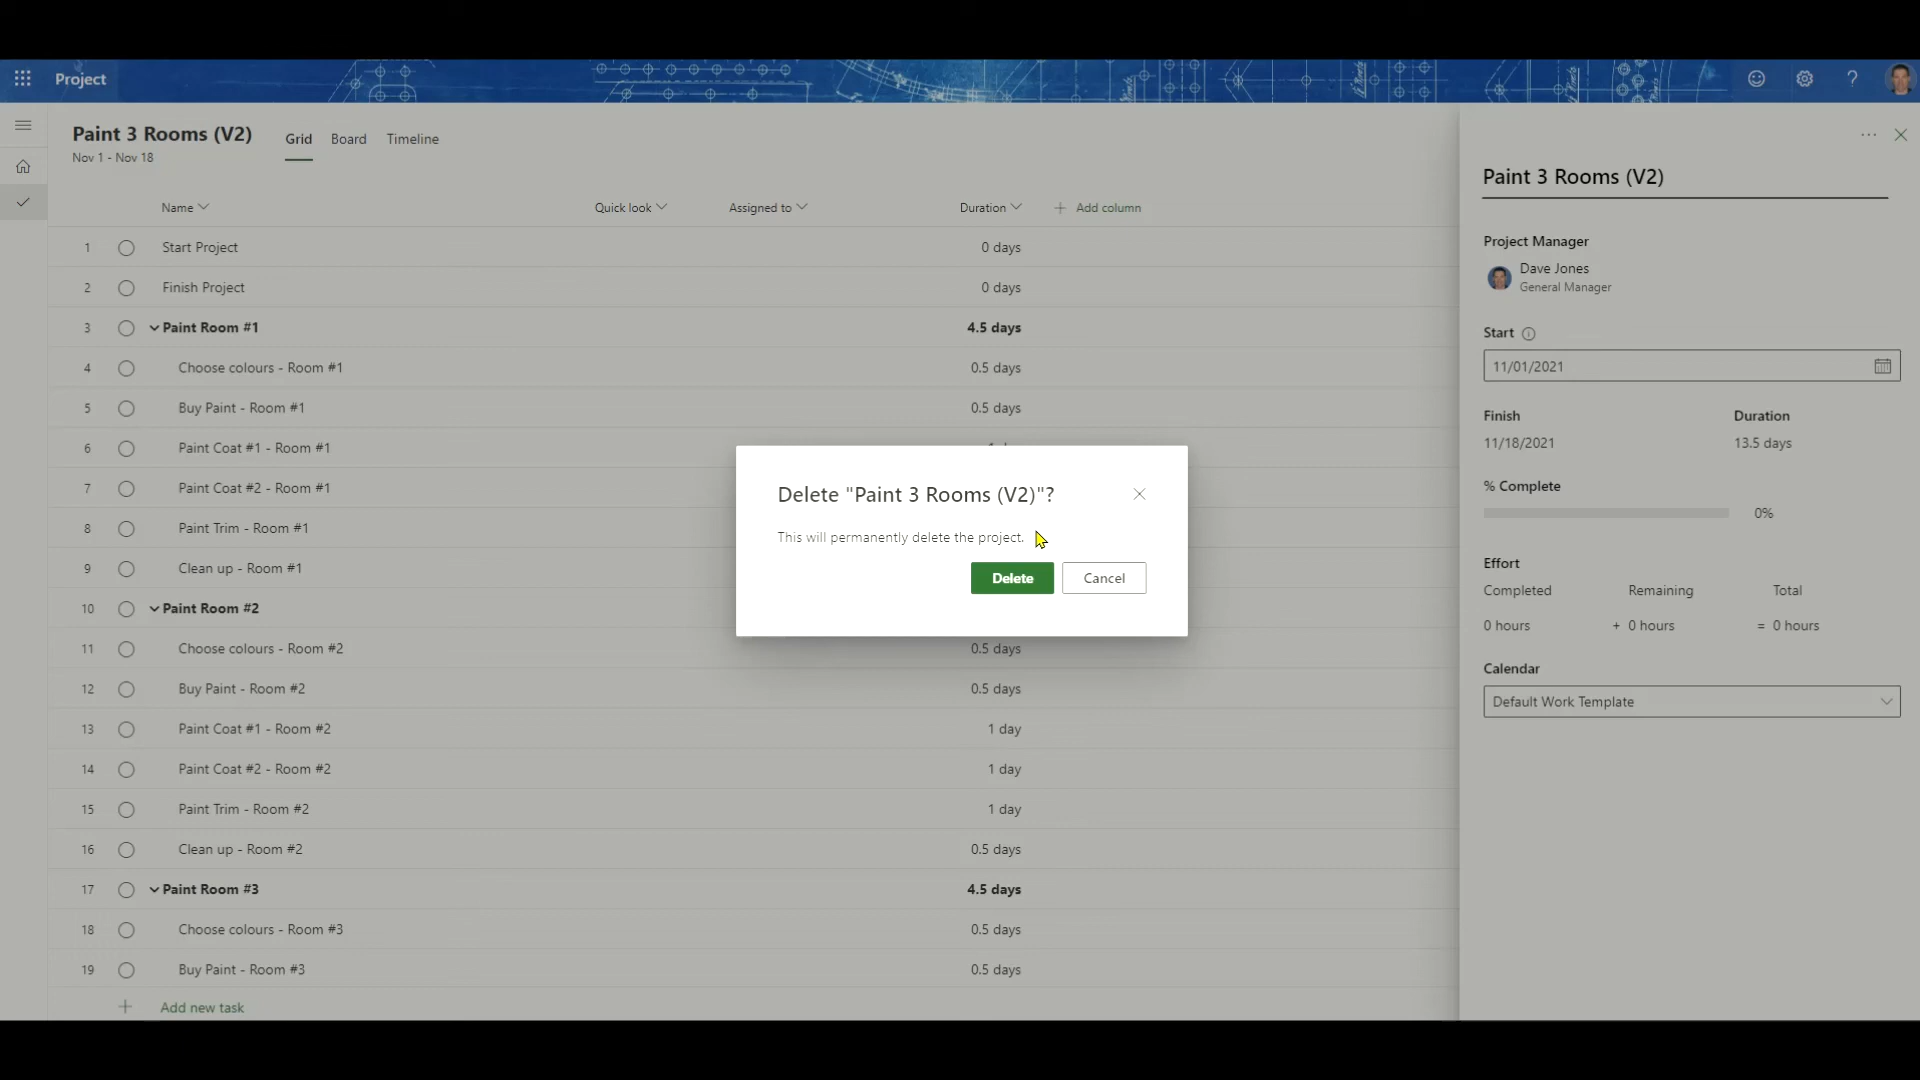 Project
Paint 3 Rooms (V2)
Nov 1 - Nov 18
Grid
Board
Timeline
Name
Quick look
Assigned to
Duration
Add column
1 Start Project 0 days
2 Finish Project 0 days
3 Paint Room #1 4.5 days
4 Choose colours - Room #1 0.5 days
5 Buy Paint - Room #1 0.5 days
6 Paint Coat #1 - Room #1
7 Paint Coat #2 - Room #1
8 Paint Trim - Room #1
9 Clean up - Room #1
10 Paint Room #2
11 Choose colours - Room #2 0.5 days
12 Buy Paint - Room #2 0.5 days
13 Paint Coat #1 - Room #2 1 day
14 Paint Coat #2 - Room #2 1 day
15 Paint Trim - Room #2 1 day
16 Clean up - Room #2 0.5 days
17 Paint Room #3 4.5 days
18 Choose colours - Room #3 0.5 days
19 Buy Paint - Room #3 0.5 days
Add new task
Delete "Paint 3 Rooms (V2)"?
This will permanently delete the project.
Delete
Cancel
Paint 3 Rooms (V2)
Project Manager
Dave Jones
General Manager
Start
11/01/2021
Finish Duration
11/18/2021 13.5 days
% Complete
0%
Effort
Completed Remaining Total
0 hours + 0 hours = 0 hours
Calendar
Default Work Template